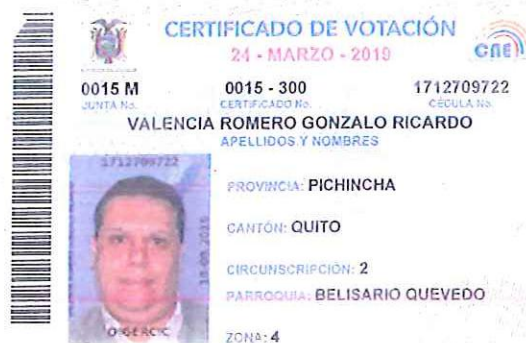 CERTIFICADO DE VOTACIÓN
24 - MARZO - 2019
CNE
0015 M 0015 - 300 1712709722
JUNTA No. CERTIFICADO No. CÉDULA No.
VALENCIA ROMERO GONZALO RICARDO
APELLIDOS Y NOMBRES
1712709722
PROVINCIA: PICHINCHA
CANTÓN: QUITO
CIRCUNSCRIPCIÓN: 2
PARROQUIA: BELISARIO QUEVEDO
ZONA: 4